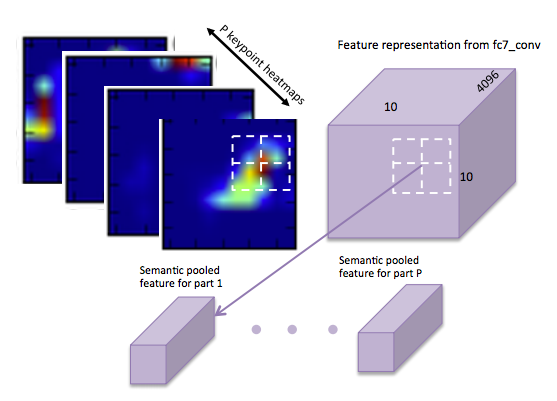 P keypoint heatmaps
Feature representation from fc7_conv
4096
10
10
Semantic pooled
feature for part 1
Semantic pooled
feature for part P